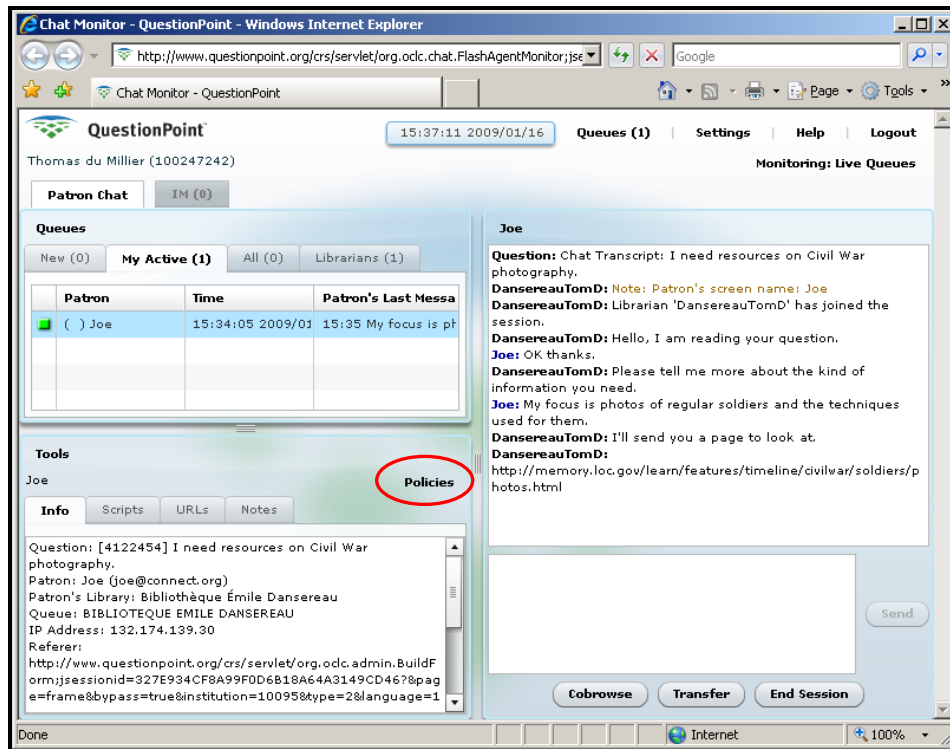 Chat Monitor - QuestionPoint - Windows Internet Explorer
http://www.questionpoint.org/crs/servlet/org.oclc.chat.FlashAgentMonitor;jse
Google
Chat Monitor - QuestionPoint
Page
Tools
»
QuestionPoint
15:37:11 2009/01/16
Queues (1) | Settings | Help | Logout
Thomas du Millier (100247242)
Monitoring: Live Queues
Patron Chat
IM (0)
Queues
New (0)
My Active (1)
All (0)
Librarians (1)
Patron
Time
Patron's Last Messa
( ) Joe
15:34:05 2009/01
15:35 My focus is ph
Tools
Joe
Policies
Info
Scripts
URLs
Notes
Question: [4122454] I need resources on Civil War
photography.
Patron: Joe (joe@connect.org)
Patron's Library: Bibliothèque Émile Dansereau
Queue: BIBLIOTEQUE EMILE DANSEREAU
IP Address: 132.174.139.30
Referer:
http://www.questionpoint.org/crs/servlet/org.oclc.admin.BuildF
orm;jsessionid=327E934CF8A99F0D6B18A64A3149CD46?&pag
e=frame&bypass=true&institution=10095&type=2&language=1
Joe
Question: Chat Transcript: I need resources on Civil War
photography.
DansereauTomD: Note: Patron's screen name: Joe
DansereauTomD: Librarian 'DansereauTomD' has joined the
session.
DansereauTomD: Hello, I am reading your question.
Joe: OK thanks.
DansereauTomD: Please tell me more about the kind of
information you need.
Joe: My focus is photos of regular soldiers and the techniques
used for them.
DansereauTomD: I'll send you a page to look at.
DansereauTomD:
http://memory.loc.gov/learn/features/timeline/civilwar/soldiers/p
hotos.html
Send
Cobrowse
Transfer
End Session
Done
Internet
100%